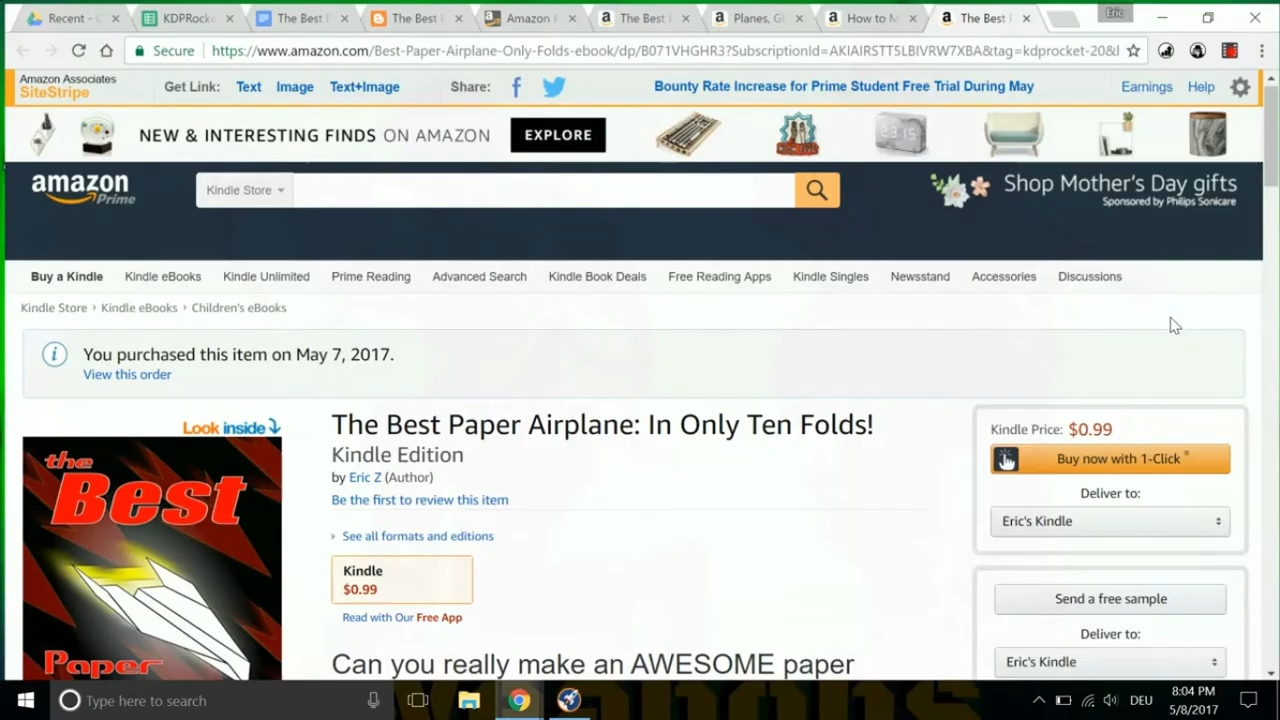 Recent -
KDPRocke
The Best
The Best
Amazon
The Best
Planes, G
How to M
The Best
Eric
Secure
https://www.amazon.com/Best-Paper-Airplane-Only-Folds-ebook/dp/B071VHGHR3?SubscriptionId=AKIAIRSTT5LBIVRW7XBA&tag=kdprocket-20&l
Amazon Associates
SiteStripe
Get Link: Text Image Text+Image Share:
Bounty Rate Increase for Prime Student Free Trial During May
Earnings Help
NEW & INTERESTING FINDS ON AMAZON EXPLORE
23:15
amazon
Prime
Kindle Store
Shop Mother's Day gifts
Sponsored by Philips Sonicare
Buy a Kindle Kindle eBooks Kindle Unlimited Prime Reading Advanced Search Kindle Book Deals Free Reading Apps Kindle Singles Newsstand Accessories Discussions
Kindle Store › Kindle eBooks › Children's eBooks
You purchased this item on May 7, 2017.
View this order
Look inside
the
Best
Paper
The Best Paper Airplane: In Only Ten Folds!
Kindle Edition
by Eric Z (Author)
Be the first to review this item
See all formats and editions
Kindle
$0.99
Read with Our Free App
Can you really make an AWESOME paper
Kindle Price: $0.99
Buy now with 1-Click ®
Deliver to:
Eric's Kindle
Send a free sample
Deliver to:
Eric's Kindle
Type here to search
DEU
8:04 PM
5/8/2017